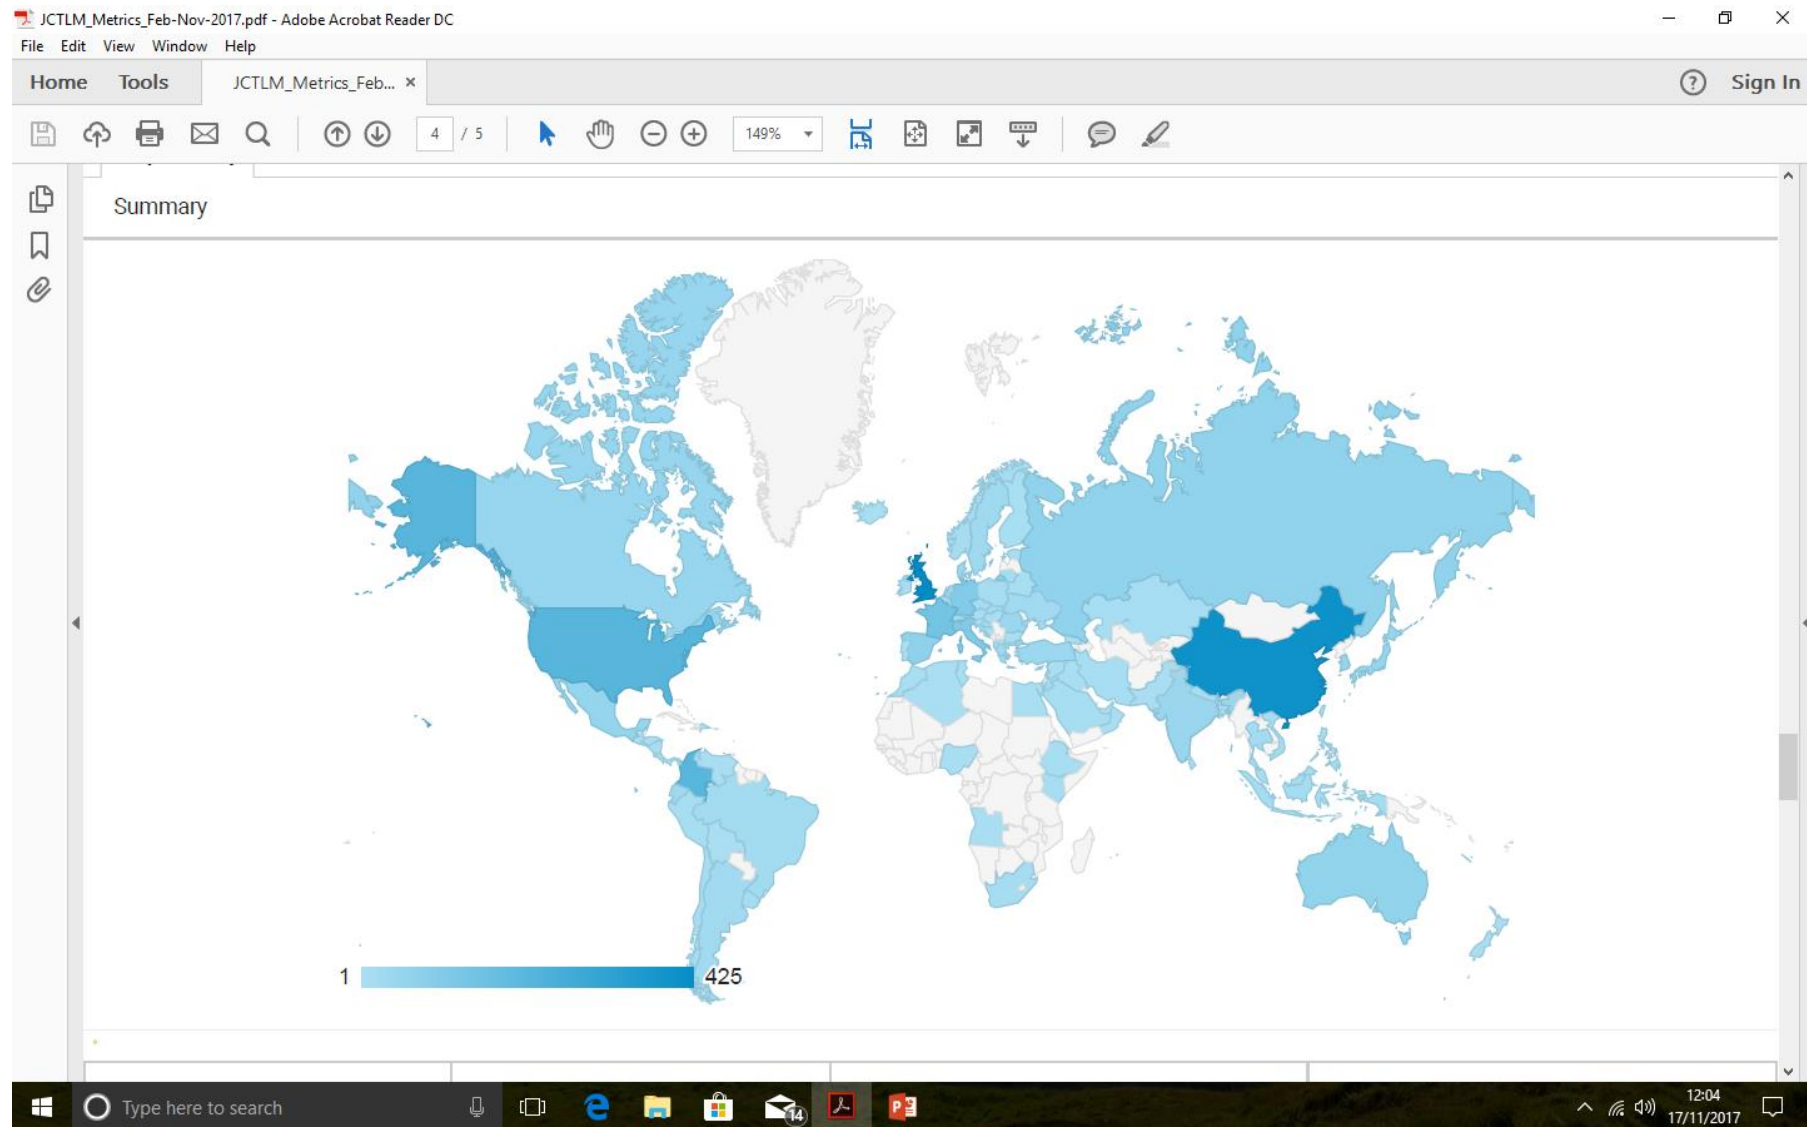 JCTLM_Metrics_Feb-Nov-2017.pdf - Adobe Acrobat Reader DC
File Edit View Window Help
Home Tools JCTLM_Metrics_Feb... × ? Sign In
4 / 5 149%
Summary
1 425
Type here to search 14 12:04
17/11/2017